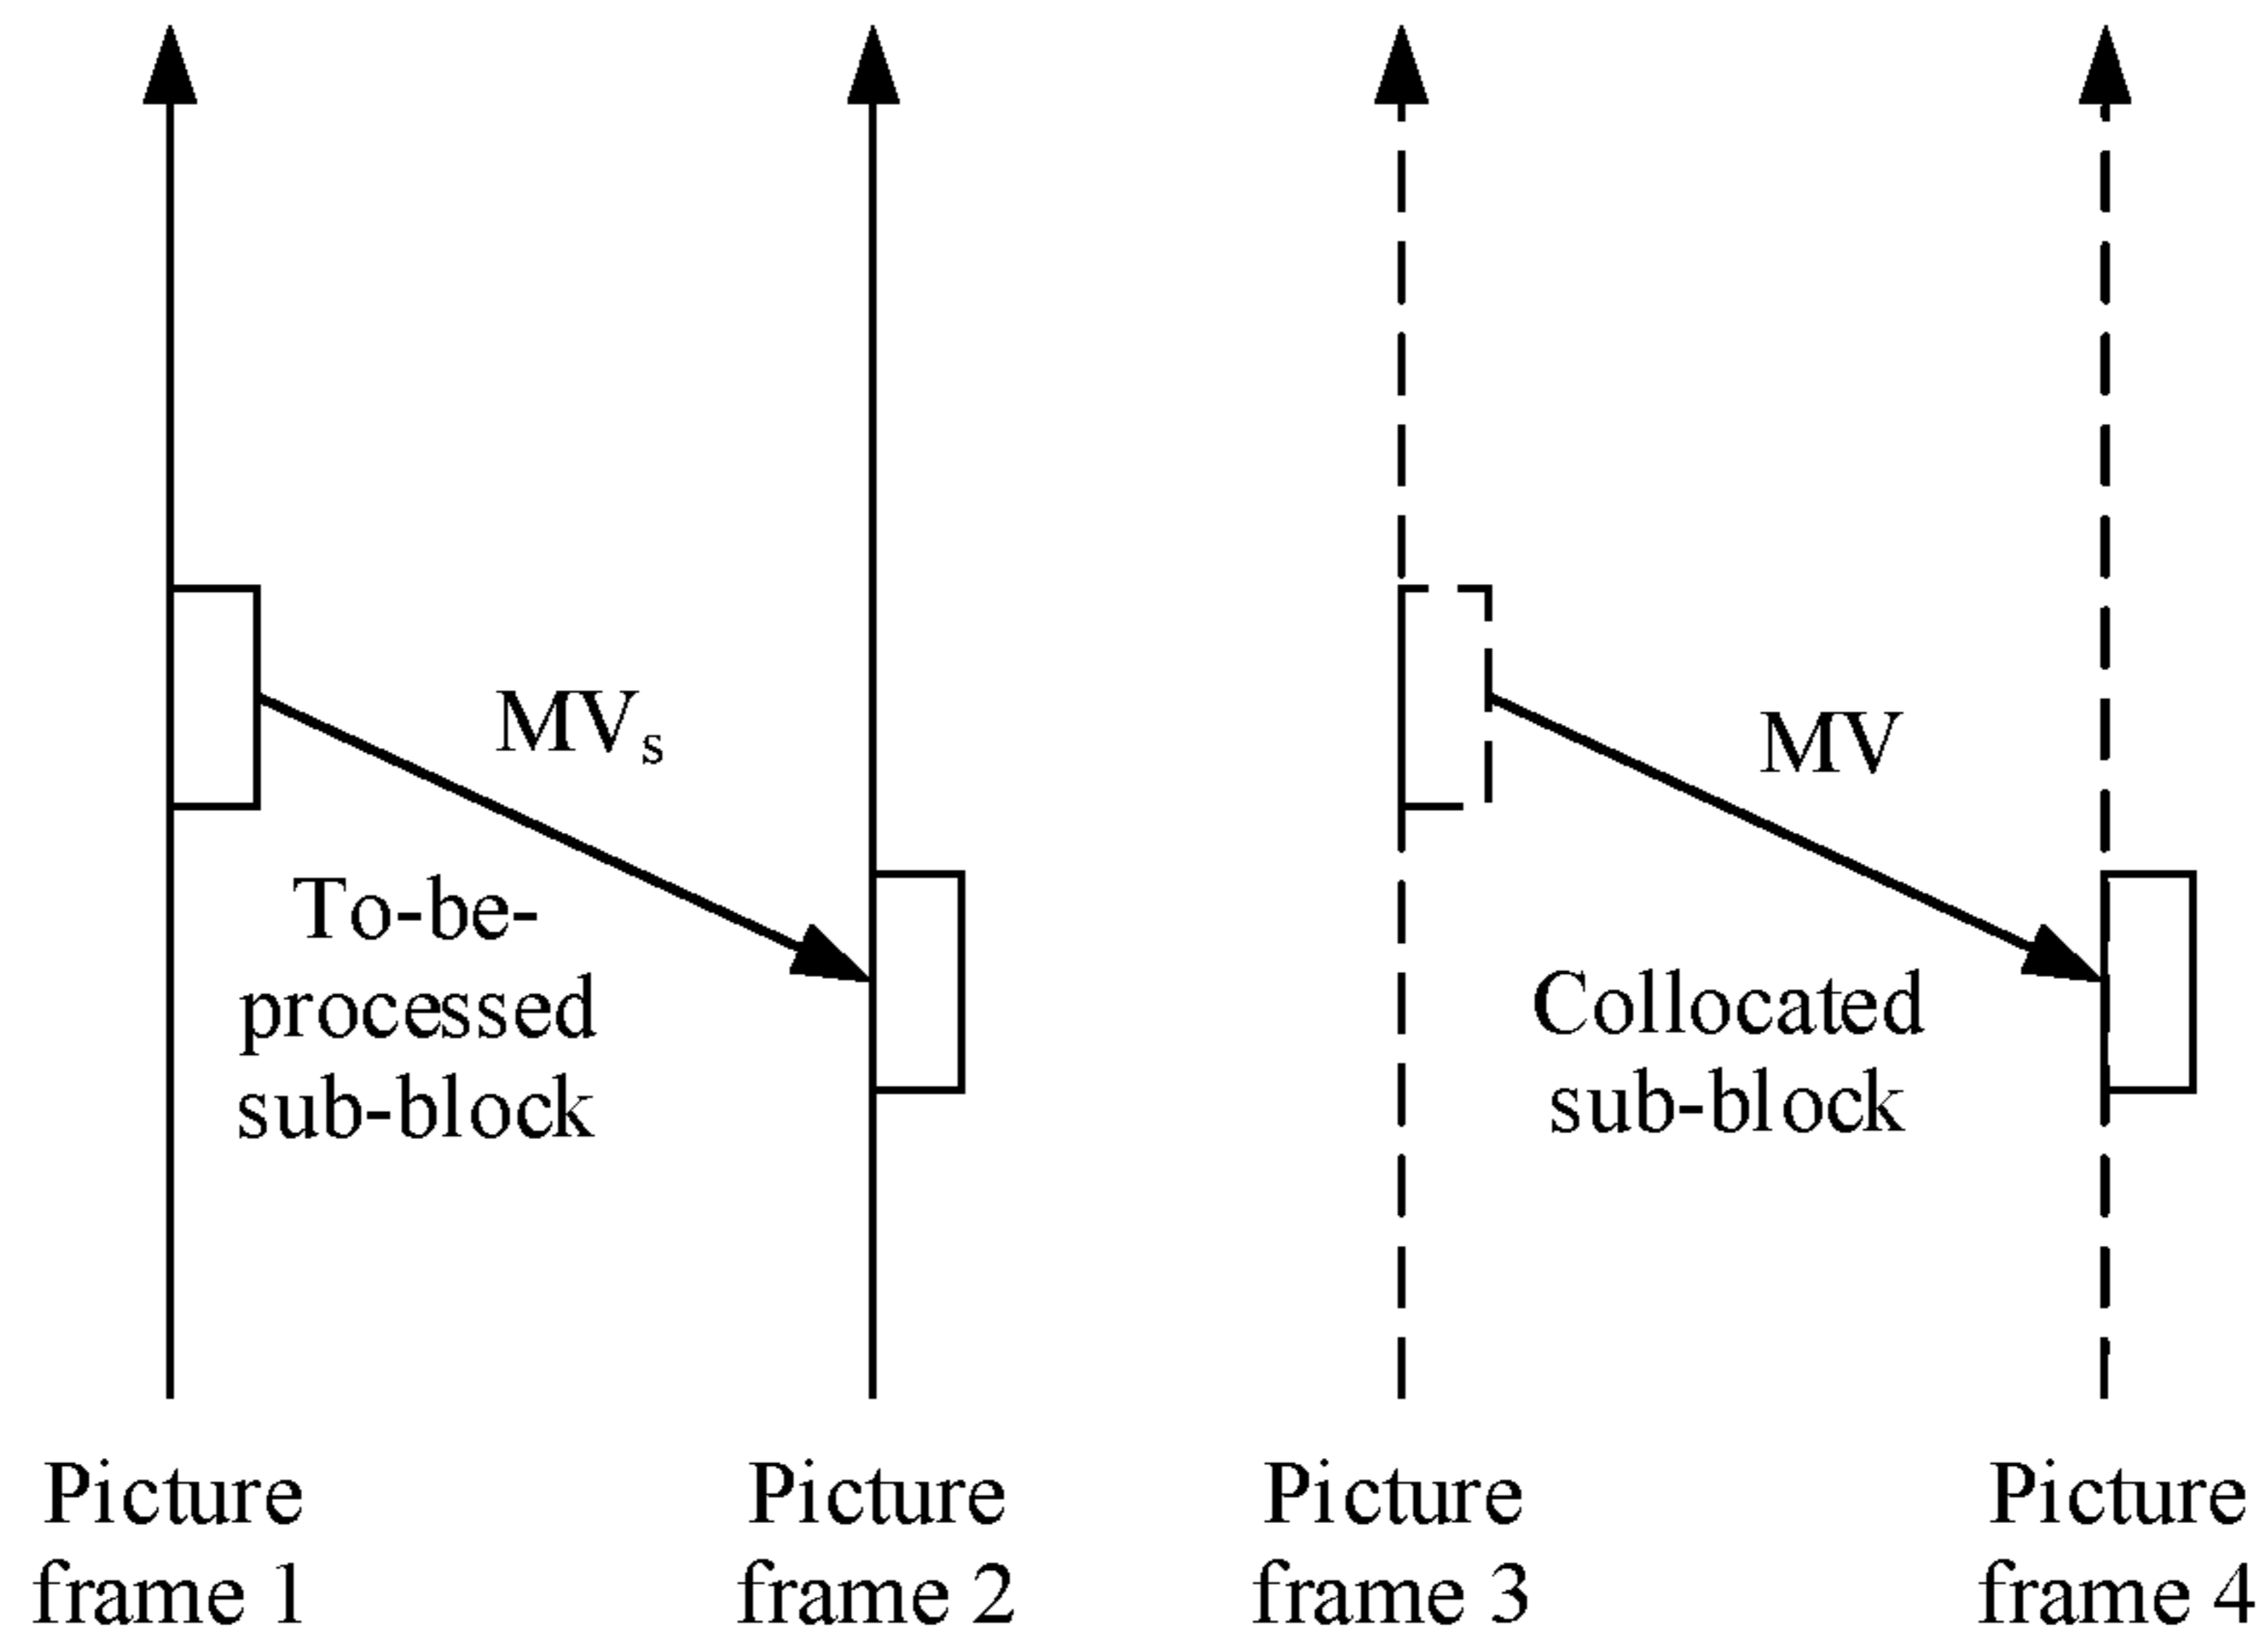 MVs
MV
To-be-
processed
sub-block
Collocated
sub-block
Picture
frame 1
Picture
frame 2
Picture
frame 3
Picture
frame 4